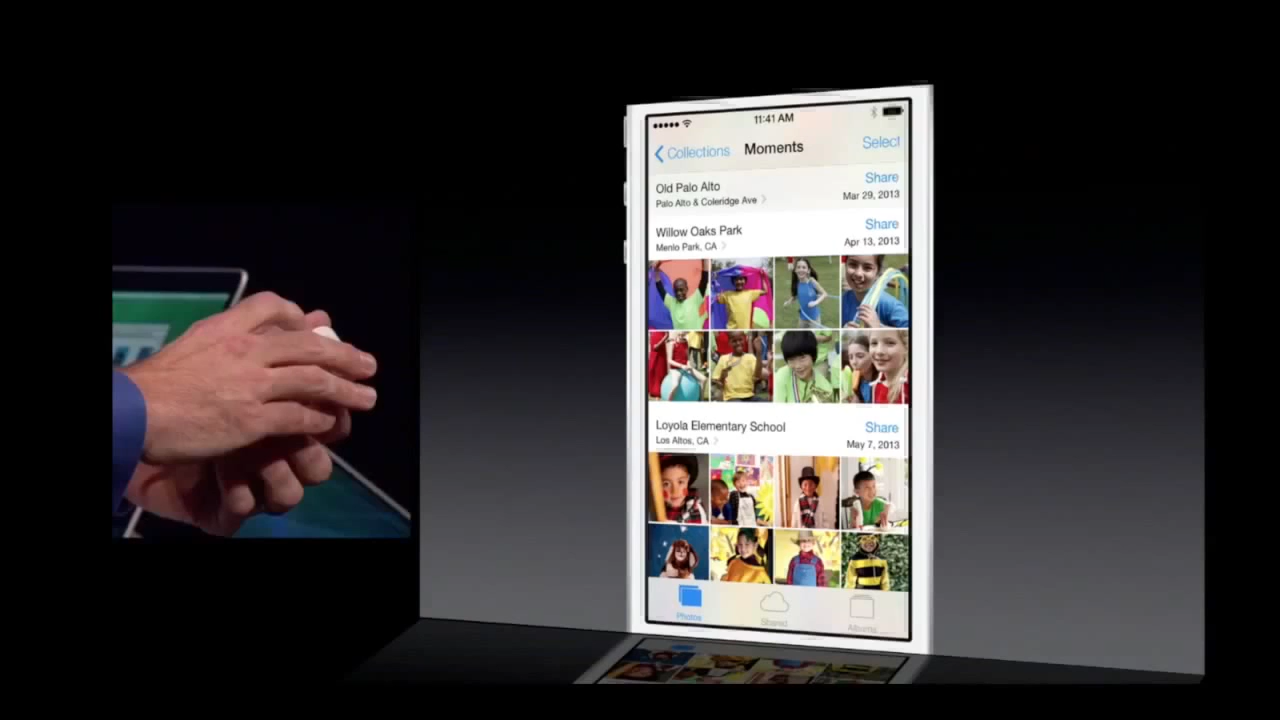 11:41 AM
Collections Moments Select
Old Palo Alto Share
Palo Alto & Coleridge Ave Mar 29, 2013
Willow Oaks Park Share
Menlo Park, CA Apr 13, 2013
Loyola Elementary School Share
Los Altos, CA May 7, 2013
Photos Shared Albums